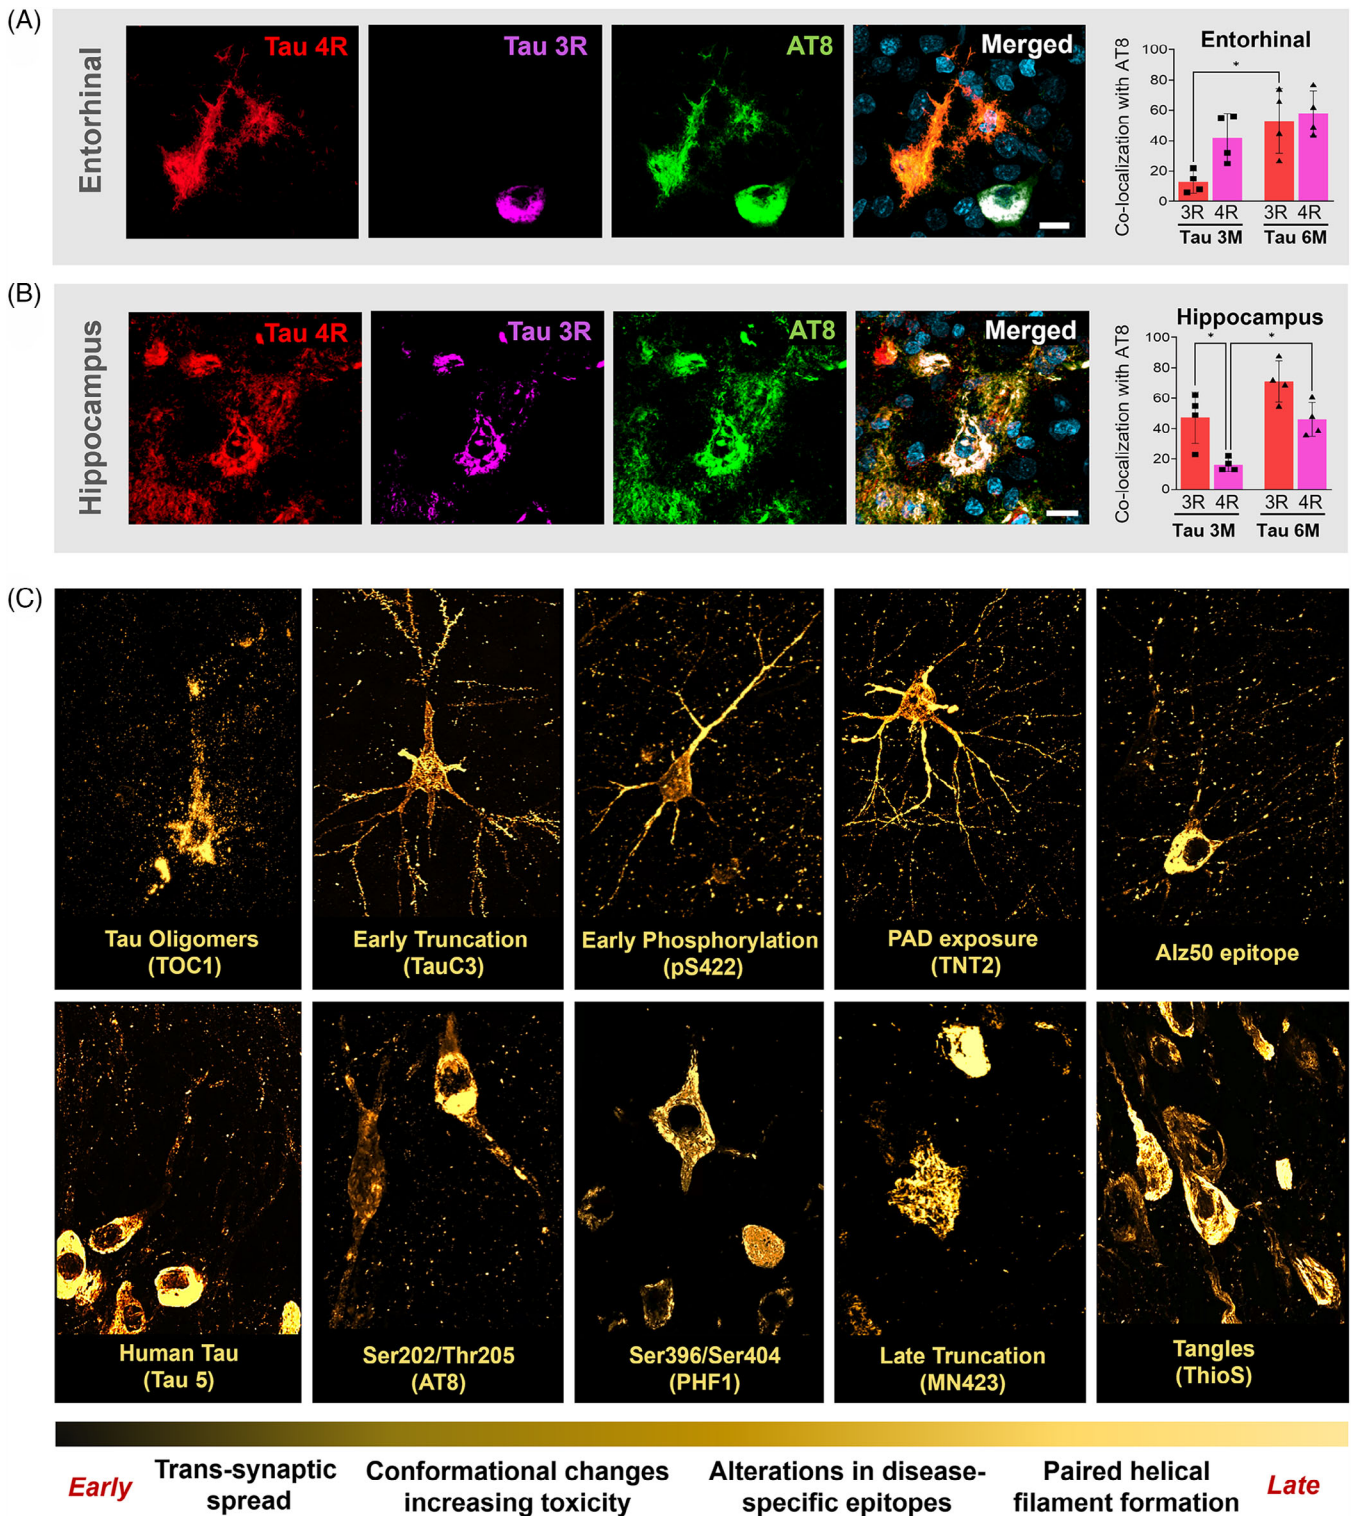 (A)
Entorhinal
Tau 4R
Tau 3R
AT8
Merged
Entorhinal
Co-localization with AT8
100
80
60
40
20
0
*
3R 4R 3R 4R
Tau 3M Tau 6M
(B)
Hippocampus
Tau 4R
Tau 3R
AT8
Merged
Hippocampus
Co-localization with AT8
100
80
60
40
20
0
* *
3R 4R 3R 4R
Tau 3M Tau 6M
(C)
Tau Oligomers
(TOC1)
Early Truncation
(TauC3)
Early Phosphorylation
(pS422)
PAD exposure
(TNT2)
Alz50 epitope
Human Tau
(Tau 5)
Ser202/Thr205
(AT8)
Ser396/Ser404
(PHF1)
Late Truncation
(MN423)
Tangles
(ThioS)
Early
Trans-synaptic
spread
Conformational changes
increasing toxicity
Alterations in disease-
specific epitopes
Paired helical
filament formation
Late